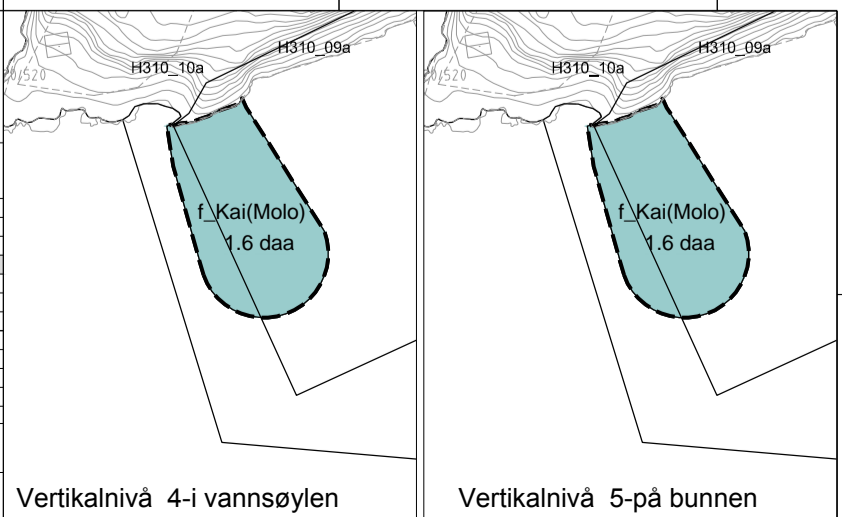 H310_10a
H310_09a
f_Kai(Molo)
1.6 daa
Vertikalnivå 4-i vannsøylen
H310_10a
H310_09a
f_Kai(Molo)
1.6 daa
Vertikalnivå 5-på bunnen